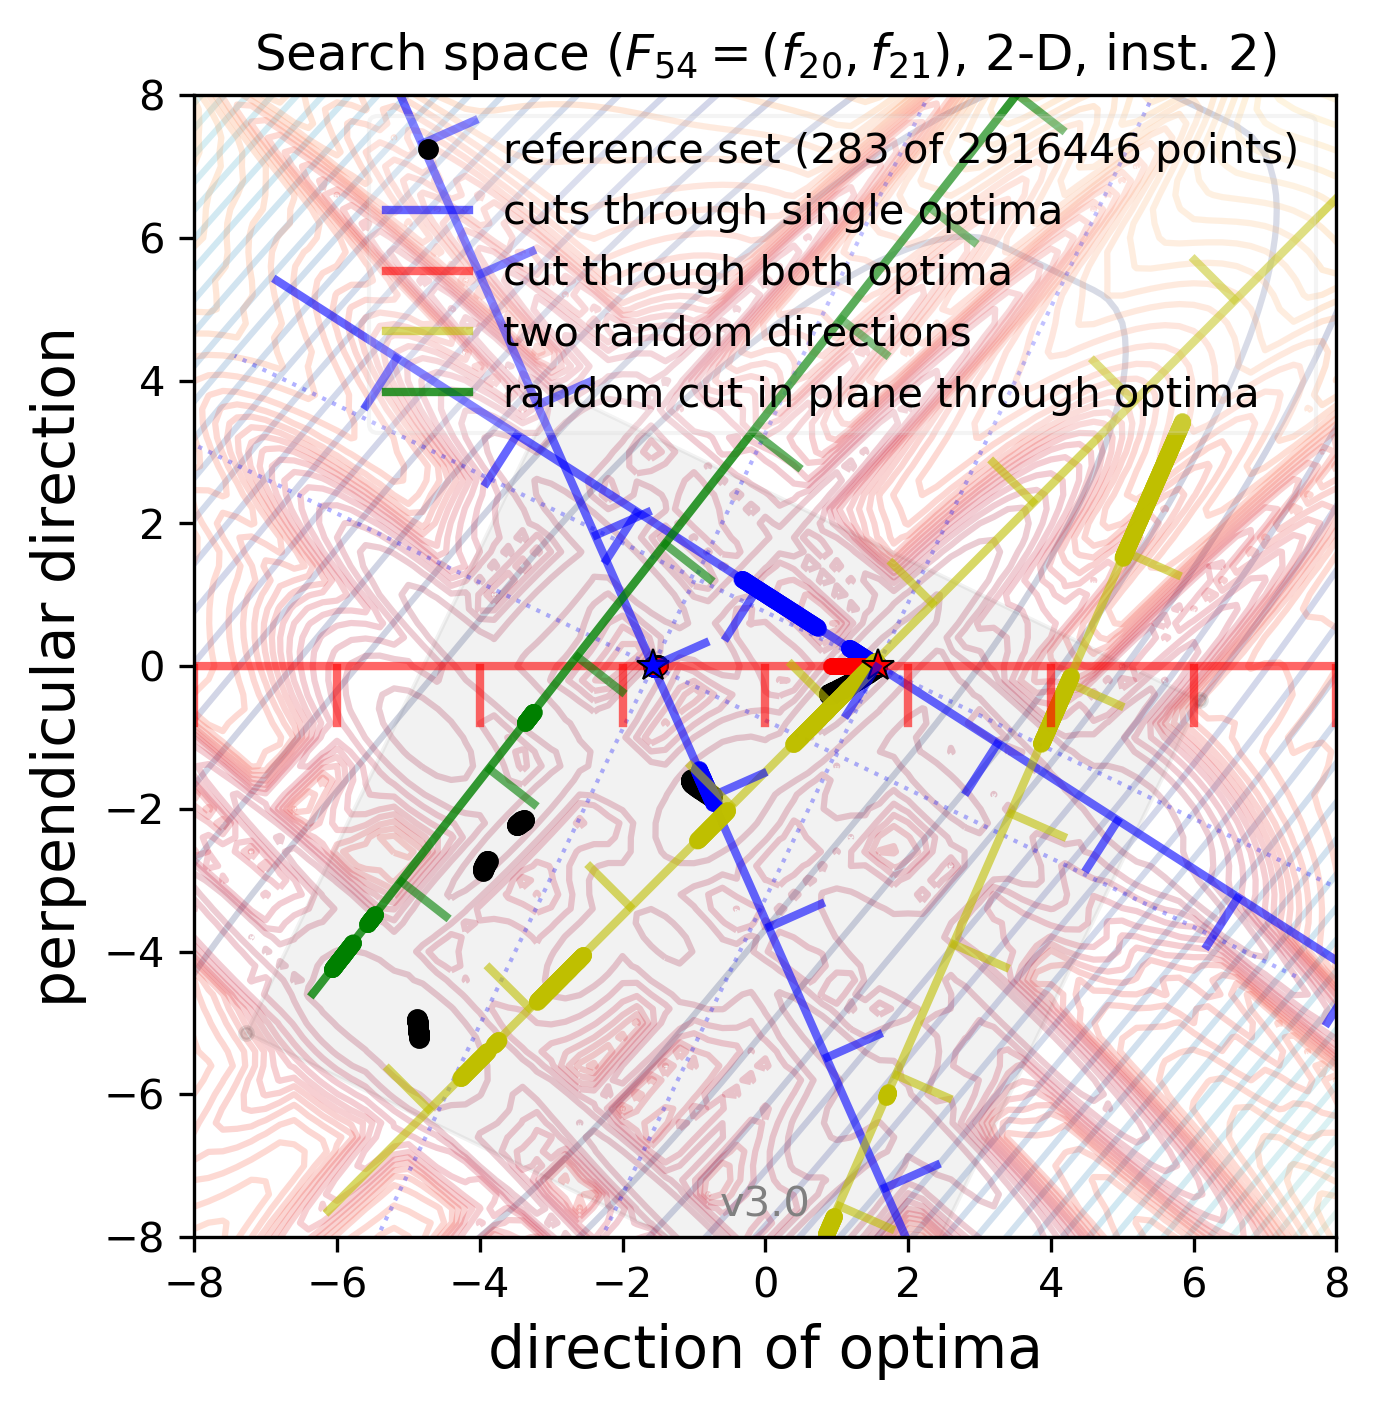 Search space (F54 = (f20, f21), 2-D, inst. 2)
reference set (283 of 2916446 points)
cuts through single optima
cut through both optima
two random directions
random cut in plane through optima
perpendicular direction
8
6
4
2
0
−2
−4
−6
−8
v3.0
−8 −6 −4 −2 0 2 4 6 8
direction of optima